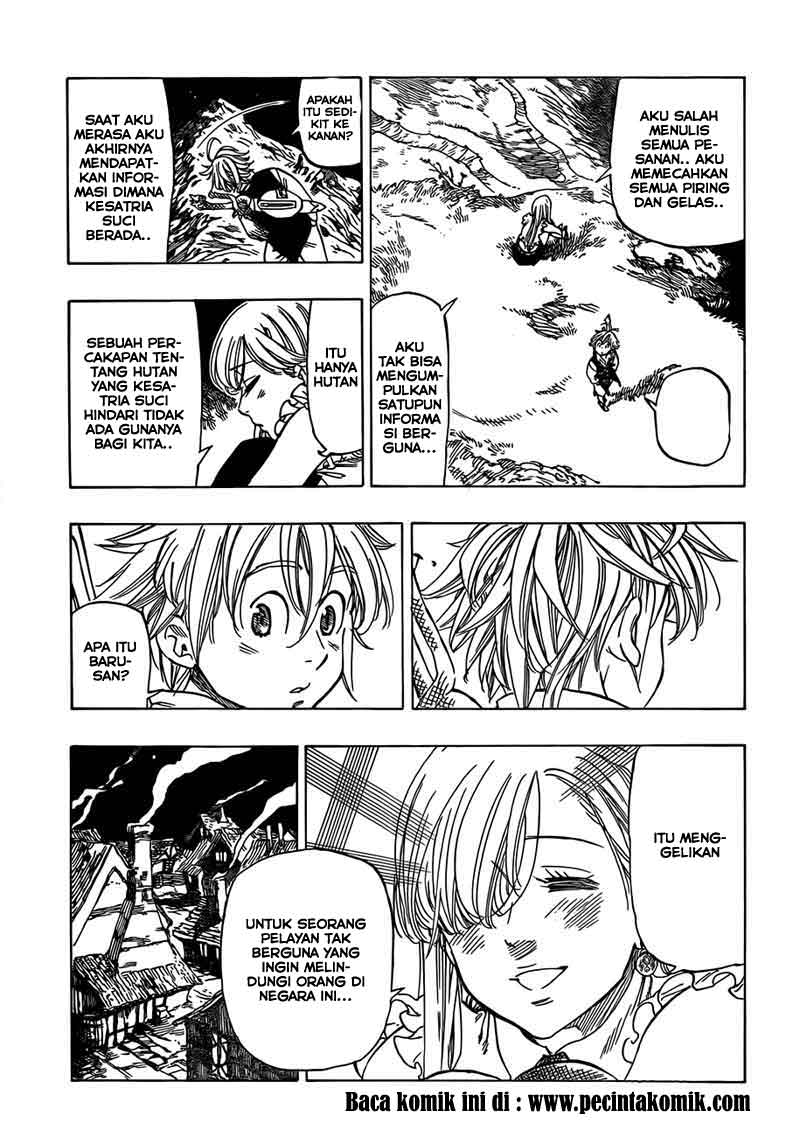 AKU SALAH
MENULIS
SEMUA PE-
SANAN.. AKU
MEMECAHKAN
SEMUA PIRING
DAN GELAS..
AKU
TAK BISA
MENGUM-
PULKAN
SATUPUN
INFORMA
SI BER-
GUNA...
APAKAH
ITU SEDI-
KIT KE
KANAN?
SAAT AKU
MERASA AKU
AKHIRNYA
MENDAPAT-
KAN INFOR-
MASI DIMANA
KESATRIA
SUCI
BERADA..
ITU
HANYA
HUTAN
SEBUAH PER-
CAKAPAN TEN-
TANG HUTAN
YANG KESA-
TRIA SUCI
HINDARI TIDAK
ADA GUNANYA
BAGI KITA..
APA ITU
BARU-
SAN?
ITU MENG-
GELIKAN
UNTUK SEORANG
PELAYAN TAK
BERGUNA YANG
INGIN MELIN-
DUNGI ORANG DI
NEGARA INI...
Baca komik ini di : www.pecintakomik.com